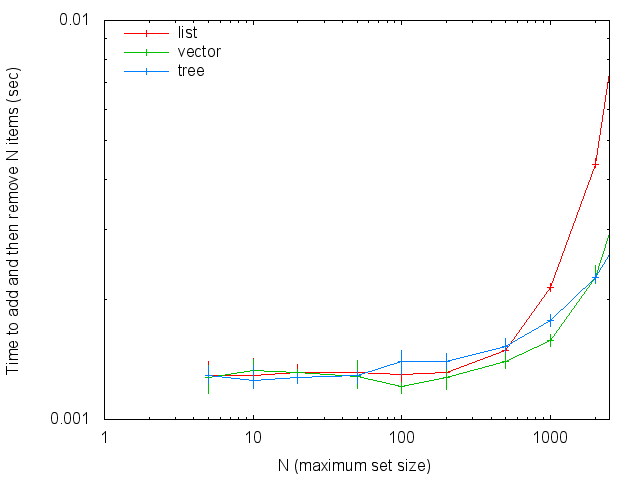 0.01
list
vector
tree
Time to add and then remove N items (sec)
0.001
1
10
100
1000
N (maximum set size)